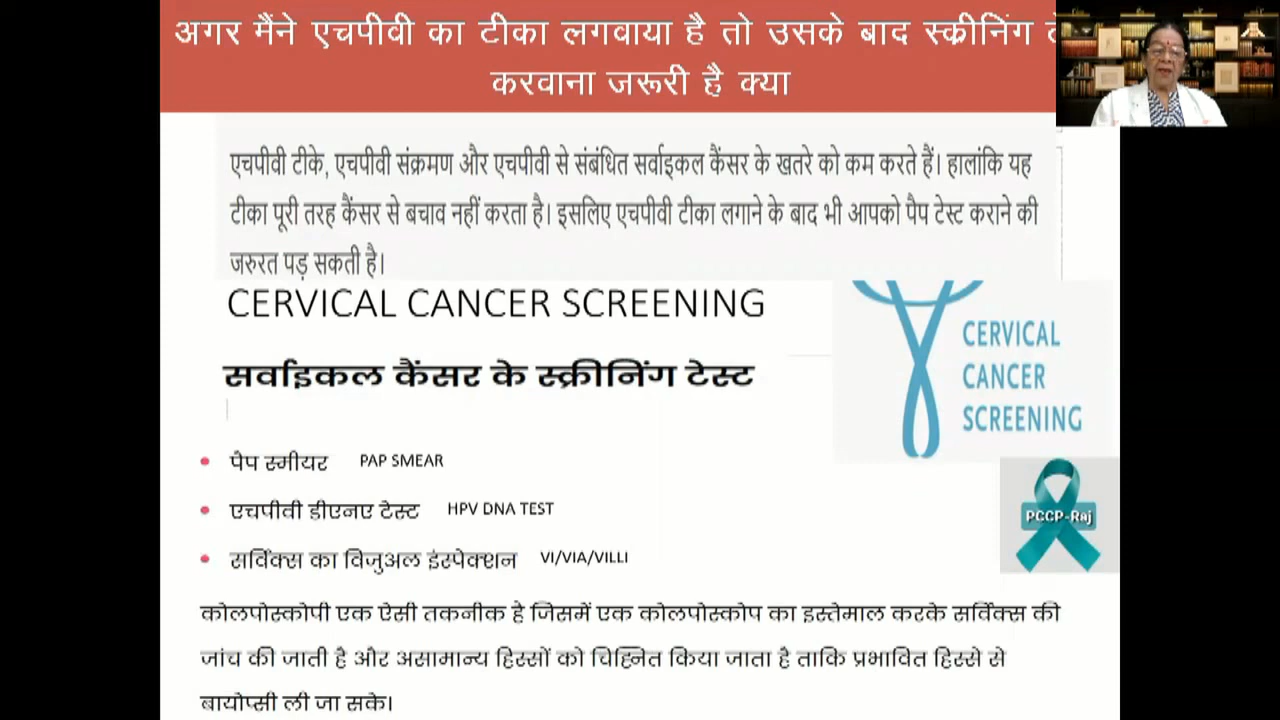 अगर मैंने एचपीवी का टीका लगवाया है तो उसके बाद स्क्रीनिंग
करवाना जरूरी है क्या
एचपीवी टीके, एचपीवी संक्रमण और एचपीवी से संबंधित सर्वाइकल कैंसर के खतरे को कम करते हैं। हालांकि यह
टीका पूरी तरह कैंसर से बचाव नहीं करता है। इसलिए एचपीवी टीका लगाने के बाद भी आपको पैप टेस्ट कराने की
जरुरत पड़ सकती है।
CERVICAL CANCER SCREENING
CERVICAL
CANCER
SCREENING
सर्वाइकल कैंसर के स्क्रीनिंग टेस्ट
• पैप स्मीयर PAP SMEAR
• एचपीवी डीएनए टेस्ट HPV DNA TEST
PCCP-Raj
• सर्विक्स का विजुअल इंस्पेक्शन VI/VIA/VILLI
कोलपोस्कोपी एक ऐसी तकनीक है जिसमें एक कोलपोस्कोप का इस्तेमाल करके सर्विक्स की
जांच की जाती है और असामान्य हिस्सों को चिह्नित किया जाता है ताकि प्रभावित हिस्से से
बायोप्सी ली जा सके।